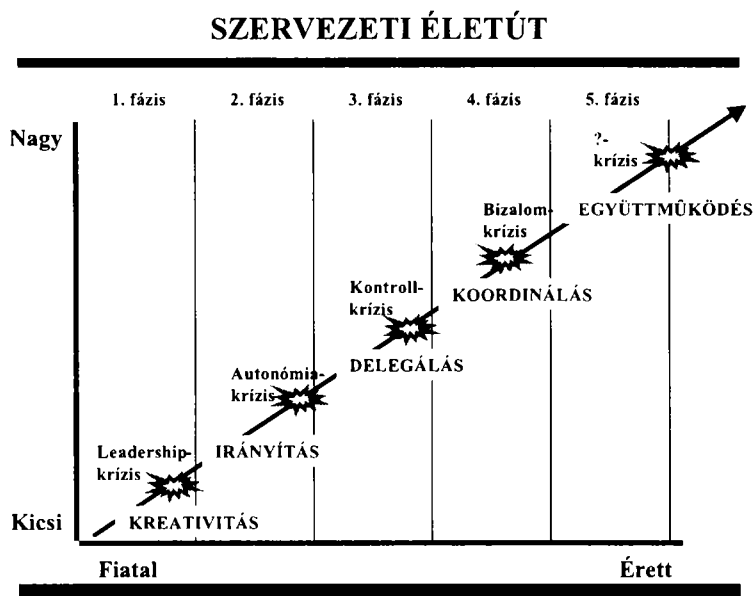 SZERVEZETI ÉLETÚT
1. fázis 2. fázis 3. fázis 4. fázis 5. fázis
Nagy
?-
krízis
Bizalom-
krízis
EGYÜTTMŰKÖDÉS
Kontroll-
krízis
KOORDINÁLÁS
Autonómia-
krízis
DELEGÁLÁS
Leadership-
krízis
IRÁNYÍTÁS
Kicsi
KREATIVITÁS
Fiatal
Érett